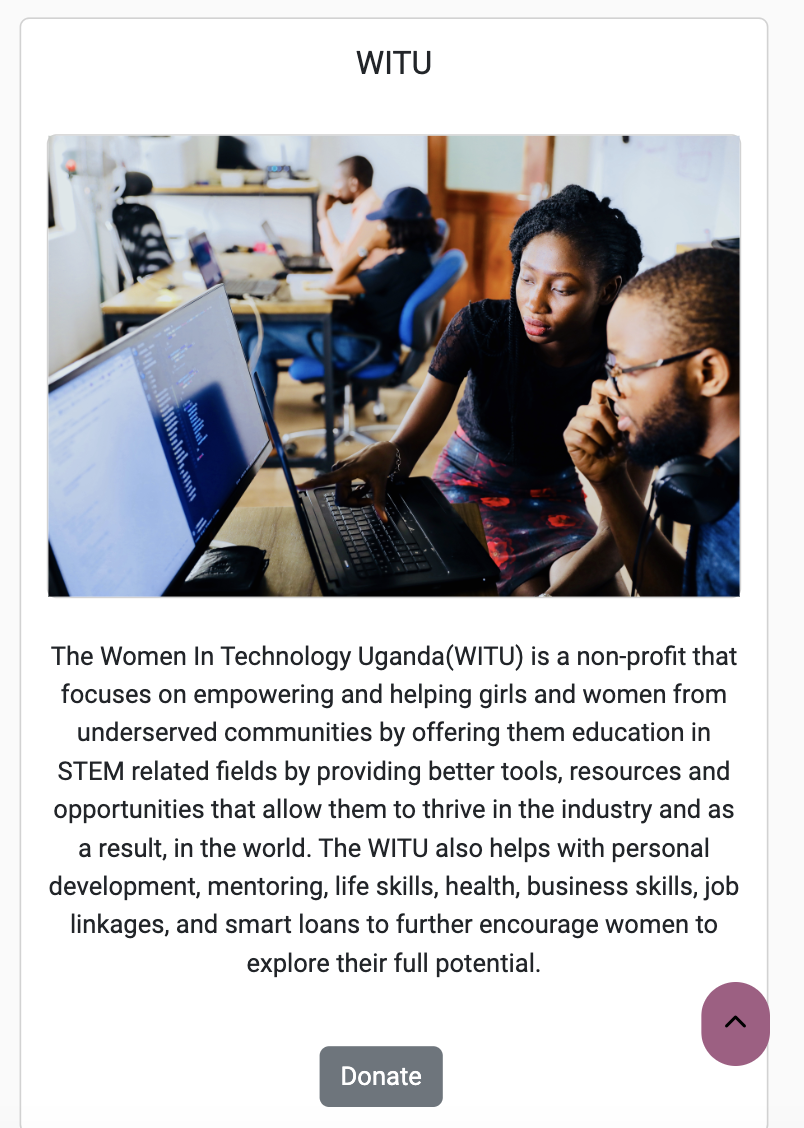 WITU
The Women In Technology Uganda(WITU) is a non-profit that
focuses on empowering and helping girls and women from
underserved communities by offering them education in
STEM related fields by providing better tools, resources and
opportunities that allow them to thrive in the industry and as
a result, in the world. The WITU also helps with personal
development, mentoring, life skills, health, business skills, job
linkages, and smart loans to further encourage women to
explore their full potential.
Donate